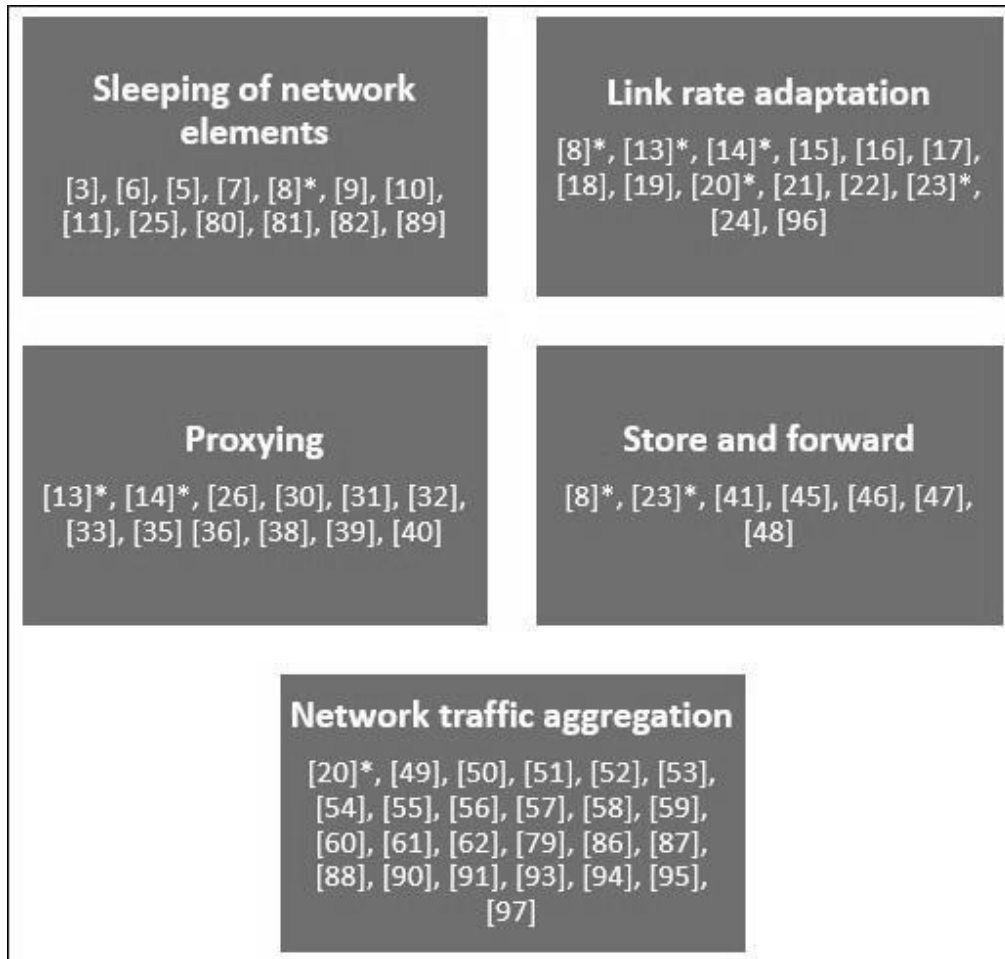 Sleeping of network
elements
[3], [6], [5], [7], [8]*, [9], [10],
[11], [25], [80], [81], [82], [89]
Link rate adaptation
[8]*, [13]*, [14]*, [15], [16], [17],
[18], [19], [20]*, [21], [22], [23]*,
[24], [96]
Proxying
[13]*, [14]*, [26], [30], [31], [32],
[33], [35] [36], [38], [39], [40]
Store and forward
[8]*, [23]*, [41], [45], [46], [47],
[48]
Network traffic aggregation
[20]*, [49], [50], [51], [52], [53],
[54], [55], [56], [57], [58], [59],
[60], [61], [62], [79], [86], [87],
[88], [90], [91], [93], [94], [95],
[97]